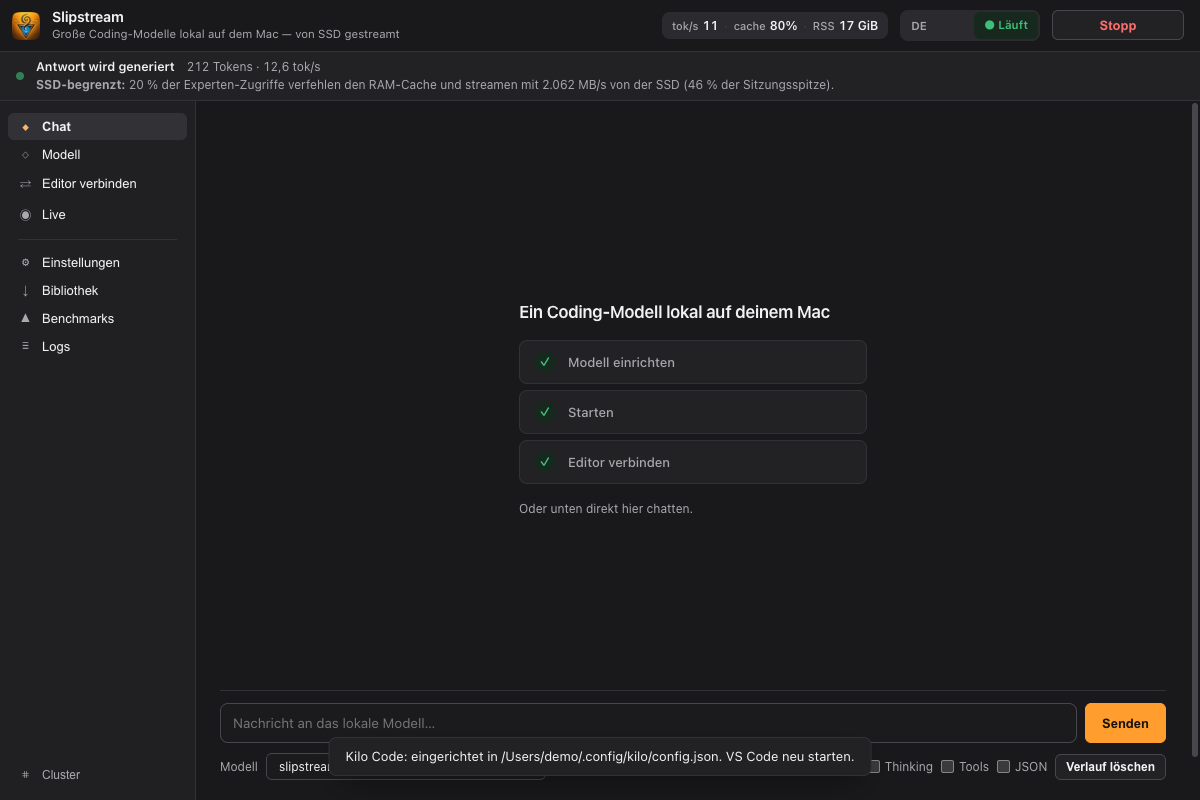 Slipstream
Große Coding-Modelle lokal auf dem Mac — von SSD gestreamt
tok/s 11 · cache 80% · RSS 17 GiB
DE
Läuft
Stopp
Antwort wird generiert 212 Tokens · 12,6 tok/s
SSD-begrenzt: 20 % der Experten-Zugriffe verfehlen den RAM-Cache und streamen mit 2.062 MB/s von der SSD (46 % der Sitzungsspitze).
Chat
Modell
Editor verbinden
Live
Einstellungen
Bibliothek
Benchmarks
Logs
Cluster
Ein Coding-Modell lokal auf deinem Mac
Modell einrichten
Starten
Editor verbinden
Oder unten direkt hier chatten.
Nachricht an das lokale Modell…
Senden
Kilo Code: eingerichtet in /Users/demo/.config/kilo/config.json. VS Code neu starten.
Modell
Thinking
Tools
JSON
Verlauf löschen